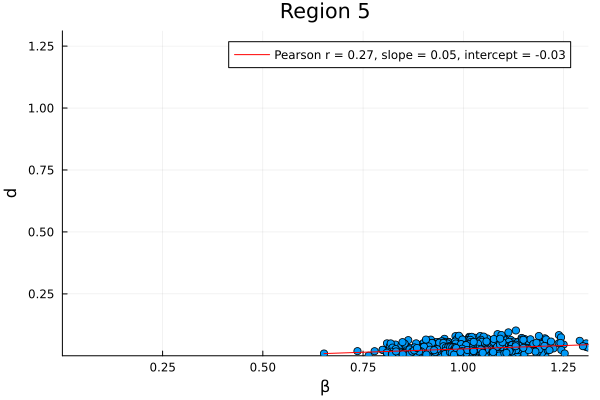 Region 5
Pearson r = 0.27, slope = 0.05, intercept = -0.03
1.25
1.00
0.75
0.50
0.25
d
0.25 0.50 0.75 1.00 1.25
β